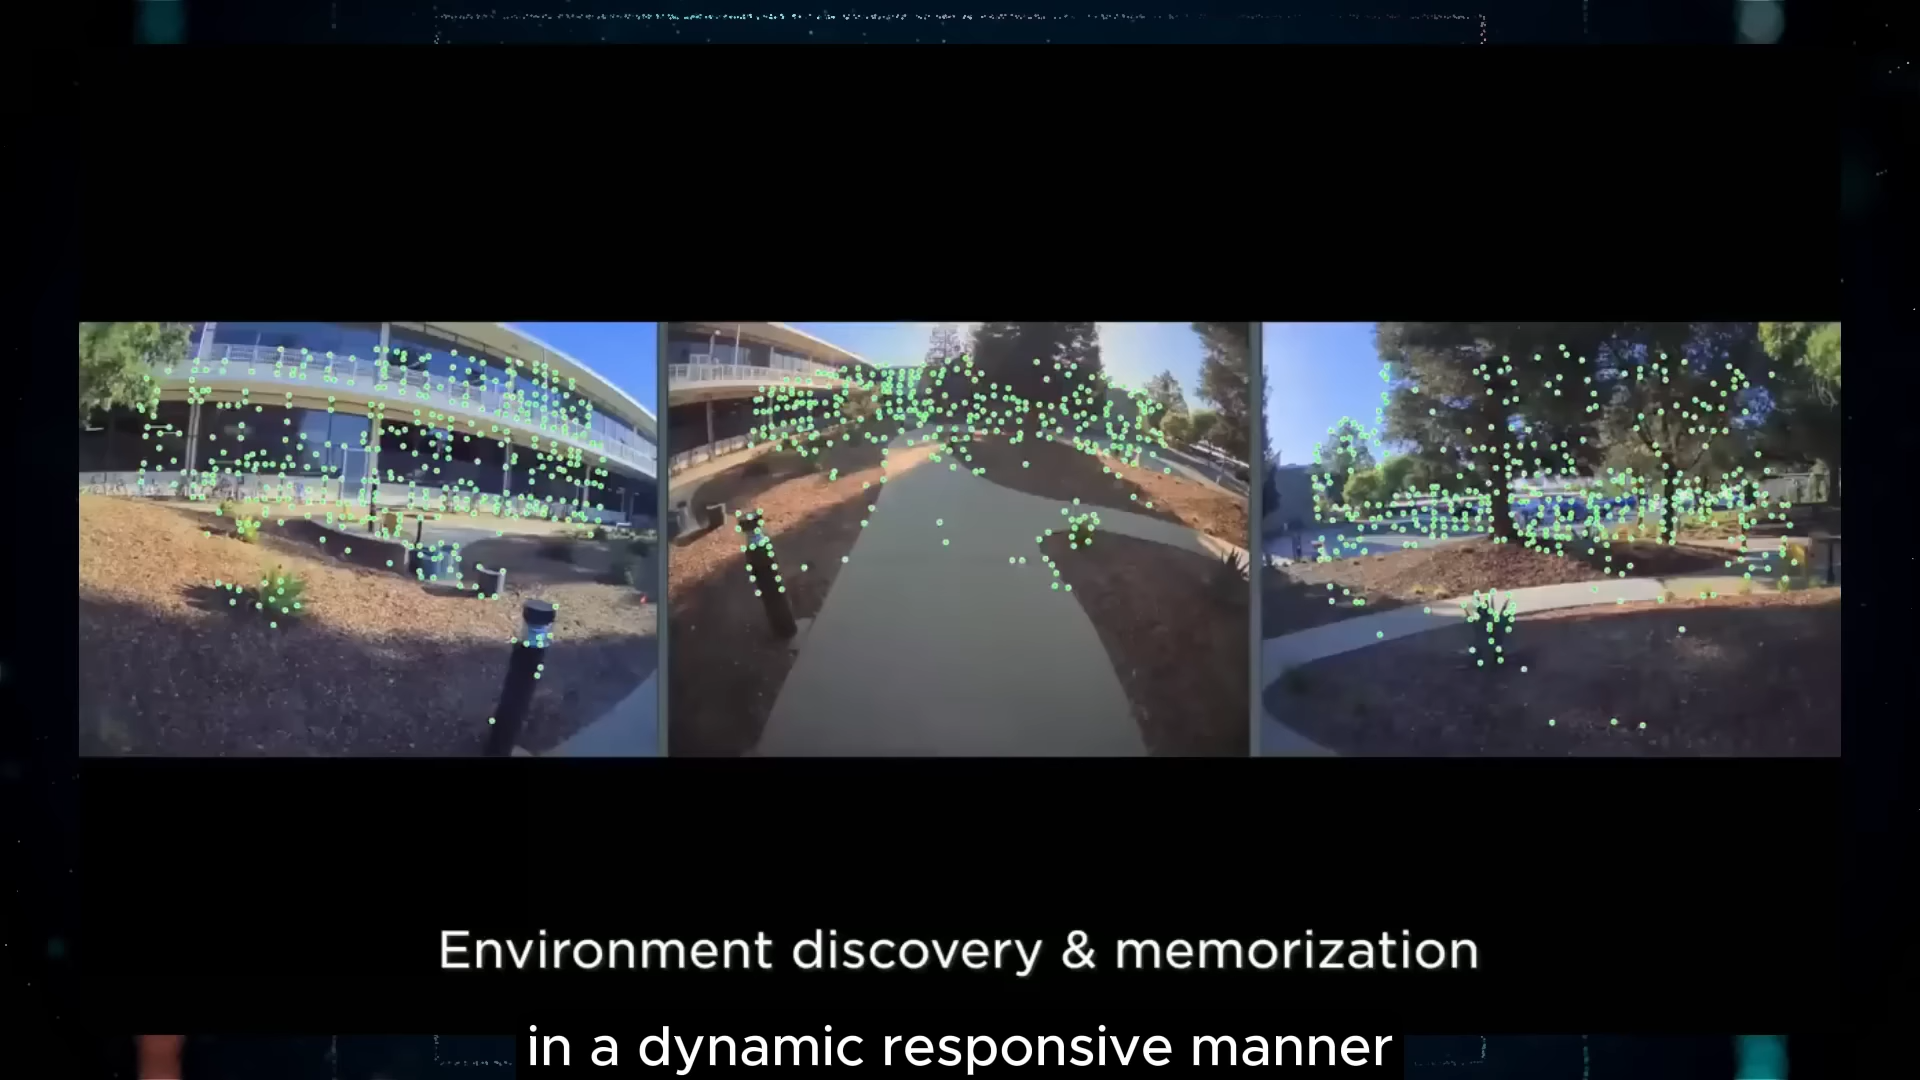 Environment discovery & memorization
in a dynamic responsive manner